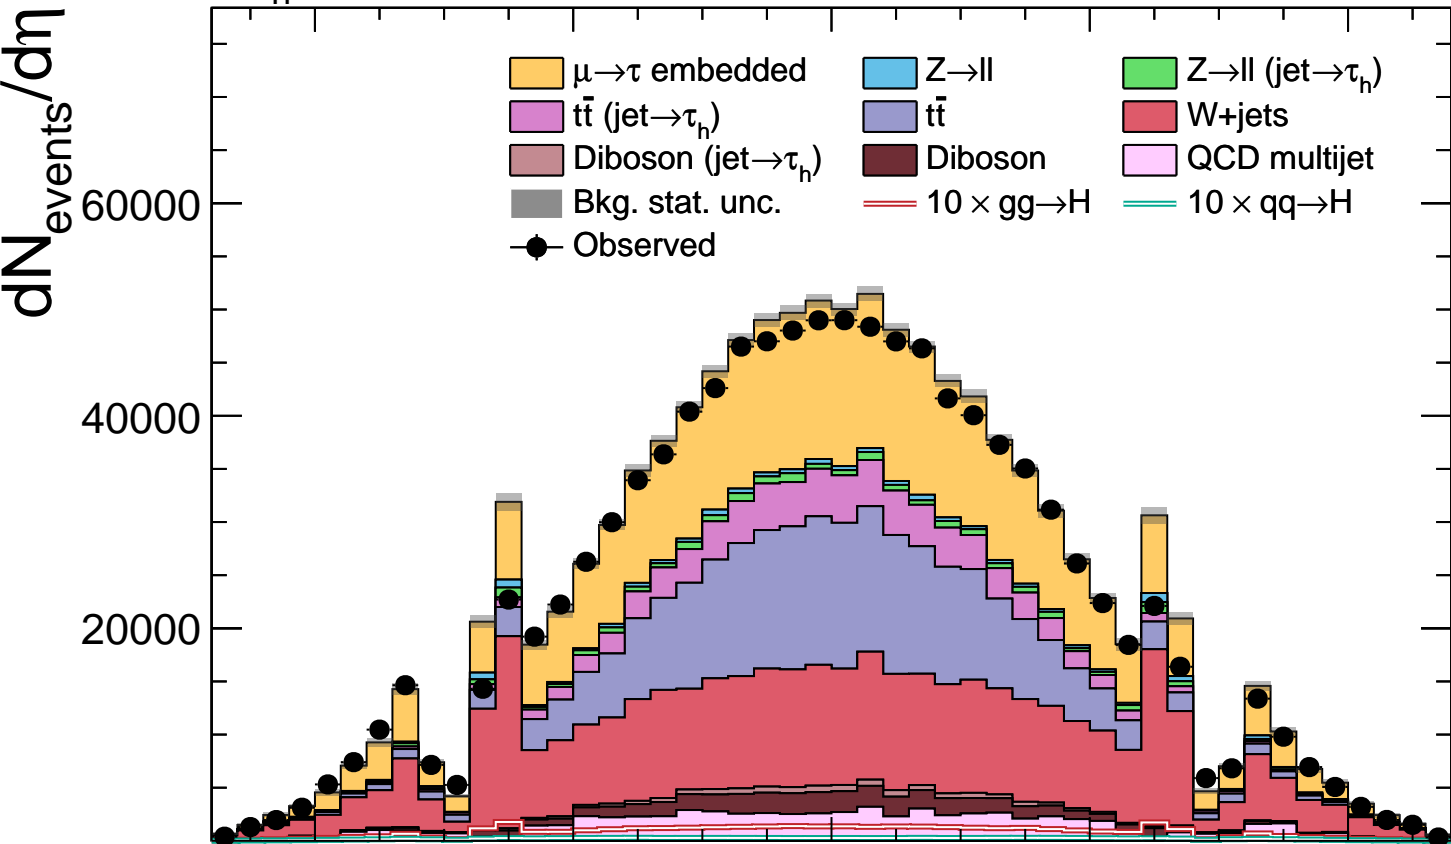 dN_events/dη
μ→τ embedded Z→ll Z→ll (jet→τ_h)
tt̄ (jet→τ_h) tt̄ W+jets
Diboson (jet→τ_h) Diboson QCD multijet
Bkg. stat. unc. 10 × gg→H 10 × qq→H
Observed
60000
40000
20000